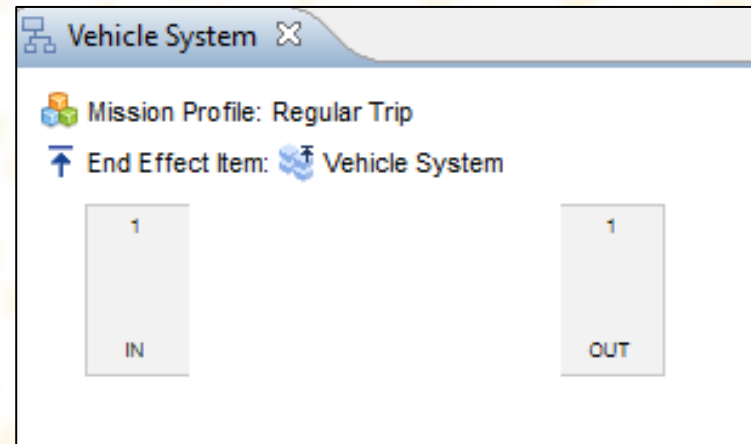 Vehicle System
Mission Profile: Regular Trip
End Effect Item: Vehicle System
1 1
IN OUT